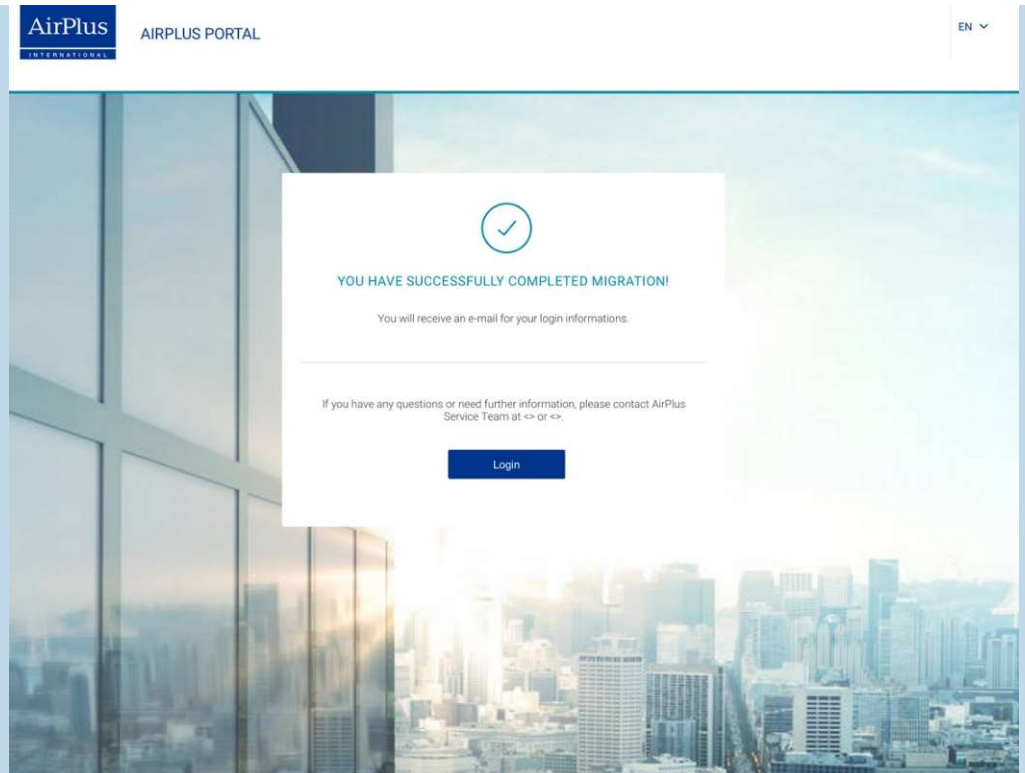 AirPlus
INTERNATIONAL
AIRPLUS PORTAL
EN
YOU HAVE SUCCESSFULLY COMPLETED MIGRATION!
You will receive an e-mail for your login informations.
If you have any questions or need further information, please contact AirPlus
Service Team at <> or <>.
Login